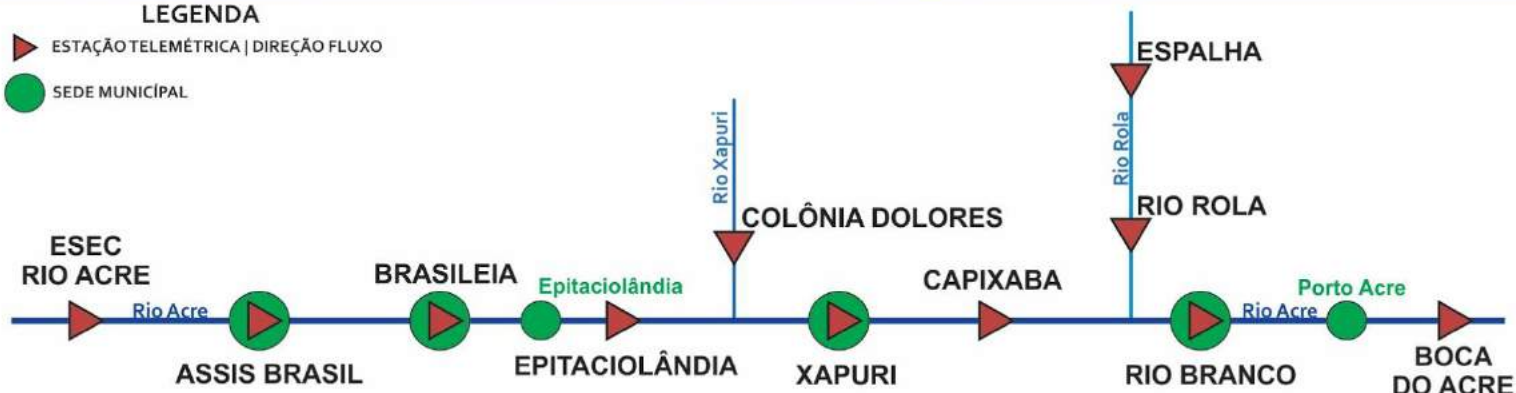 LEGENDA
ESTAÇÃO TELEMÉTRICA | DIREÇÃO FLUXO
SEDE MUNICÍPAL
ESPALHA
Rio Xapuri
Rio Rola
COLÔNIA DOLORES
RIO ROLA
ESEC
RIO ACRE
BRASILEIA
Epitaciolândia
CAPIXABA
Porto Acre
Rio Acre
Rio Acre
ASSIS BRASIL
EPITACIOLÂNDIA
XAPURI
RIO BRANCO
BOCA
DO ACRE